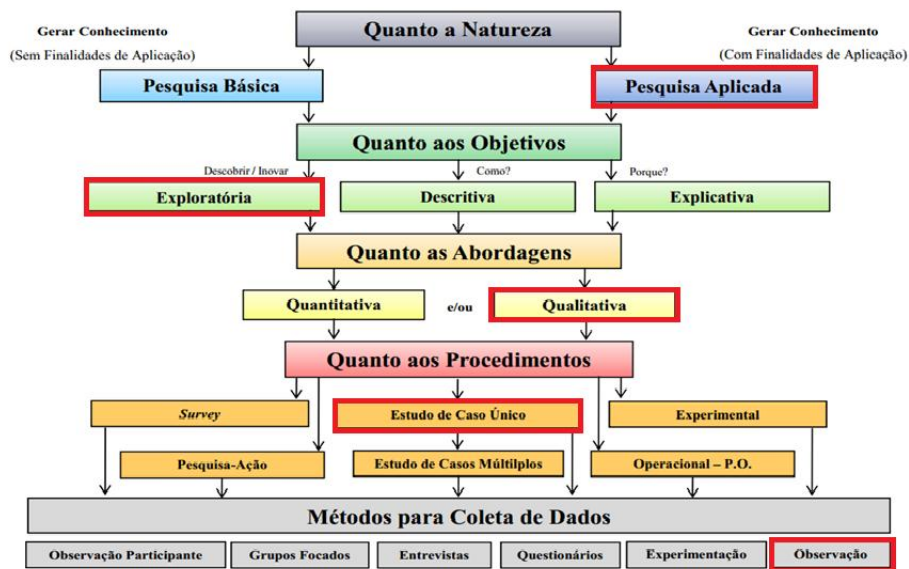 Quanto a Natureza
Gerar Conhecimento
(Sem Finalidades de Aplicação)
Gerar Conhecimento
(Com Finalidades de Aplicação)
Pesquisa Básica
Pesquisa Aplicada
Quanto aos Objetivos
Descobrir / Inovar
Como?
Porque?
Exploratória
Descritiva
Explicativa
Quanto as Abordagens
Quantitativa
e/ou
Qualitativa
Quanto aos Procedimentos
Survey
Estudo de Caso Único
Experimental
Pesquisa-Ação
Estudo de Casos Múltilplos
Operacional – P.O.
Métodos para Coleta de Dados
Observação Participante
Grupos Focados
Entrevistas
Questionários
Experimentação
Observação